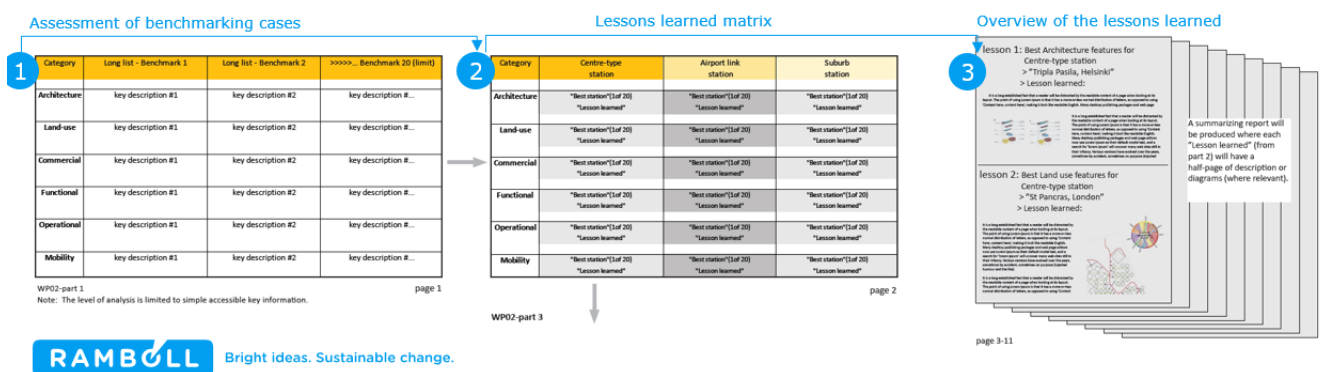 Assessment of benchmarking cases
Lessons learned matrix
Overview of the lessons learned
1
Category Long list - Benchmark 1 Long list - Benchmark 2 >>>>>... Benchmark 20 (limit)
Architecture key description #1 key description #2 key description #...
Land-use key description #1 key description #2 key description #...
Commercial key description #1 key description #2 key description #...
Functional key description #1 key description #2 key description #...
Operational key description #1 key description #2 key description #...
Mobility key description #1 key description #2 key description #...
WP02-part 1
page 1
Note: The level of analysis is limited to simple accessible key information.
2
Category Centre-type Airport link Suburb
station station station
Architecture "Best station"(1of 20) "Best station"(1of 20) "Best station"(1of 20)
"Lesson learned" "Lesson learned" "Lesson learned"
Land-use "Best station"(1of 20) "Best station"(1of 20) "Best station"(1of 20)
"Lesson learned" "Lesson learned" "Lesson learned"
Commercial "Best station"(1of 20) "Best station"(1of 20) "Best station"(1of 20)
"Lesson learned" "Lesson learned" "Lesson learned"
Functional "Best station"(1of 20) "Best station"(1of 20) "Best station"(1of 20)
"Lesson learned" "Lesson learned" "Lesson learned"
Operational "Best station"(1of 20) "Best station"(1of 20) "Best station"(1of 20)
"Lesson learned" "Lesson learned" "Lesson learned"
Mobility "Best station"(1of 20) "Best station"(1of 20) "Best station"(1of 20)
"Lesson learned" "Lesson learned" "Lesson learned"
page 2
WP02-part 3
3
lesson 1: Best Architecture features for
Centre-type station
> "Tripla Pasila, Helsinki"
> Lesson learned:
lesson 2: Best Land use features for
Centre-type station
> "St Pancras, London"
> Lesson learned:
A summarizing report will
be produced where each
"Lesson learned" (from
part 2) will have a
half-page of description or
diagrams (where relevant).
page 3-11
RAMBOLL
Bright ideas. Sustainable change.